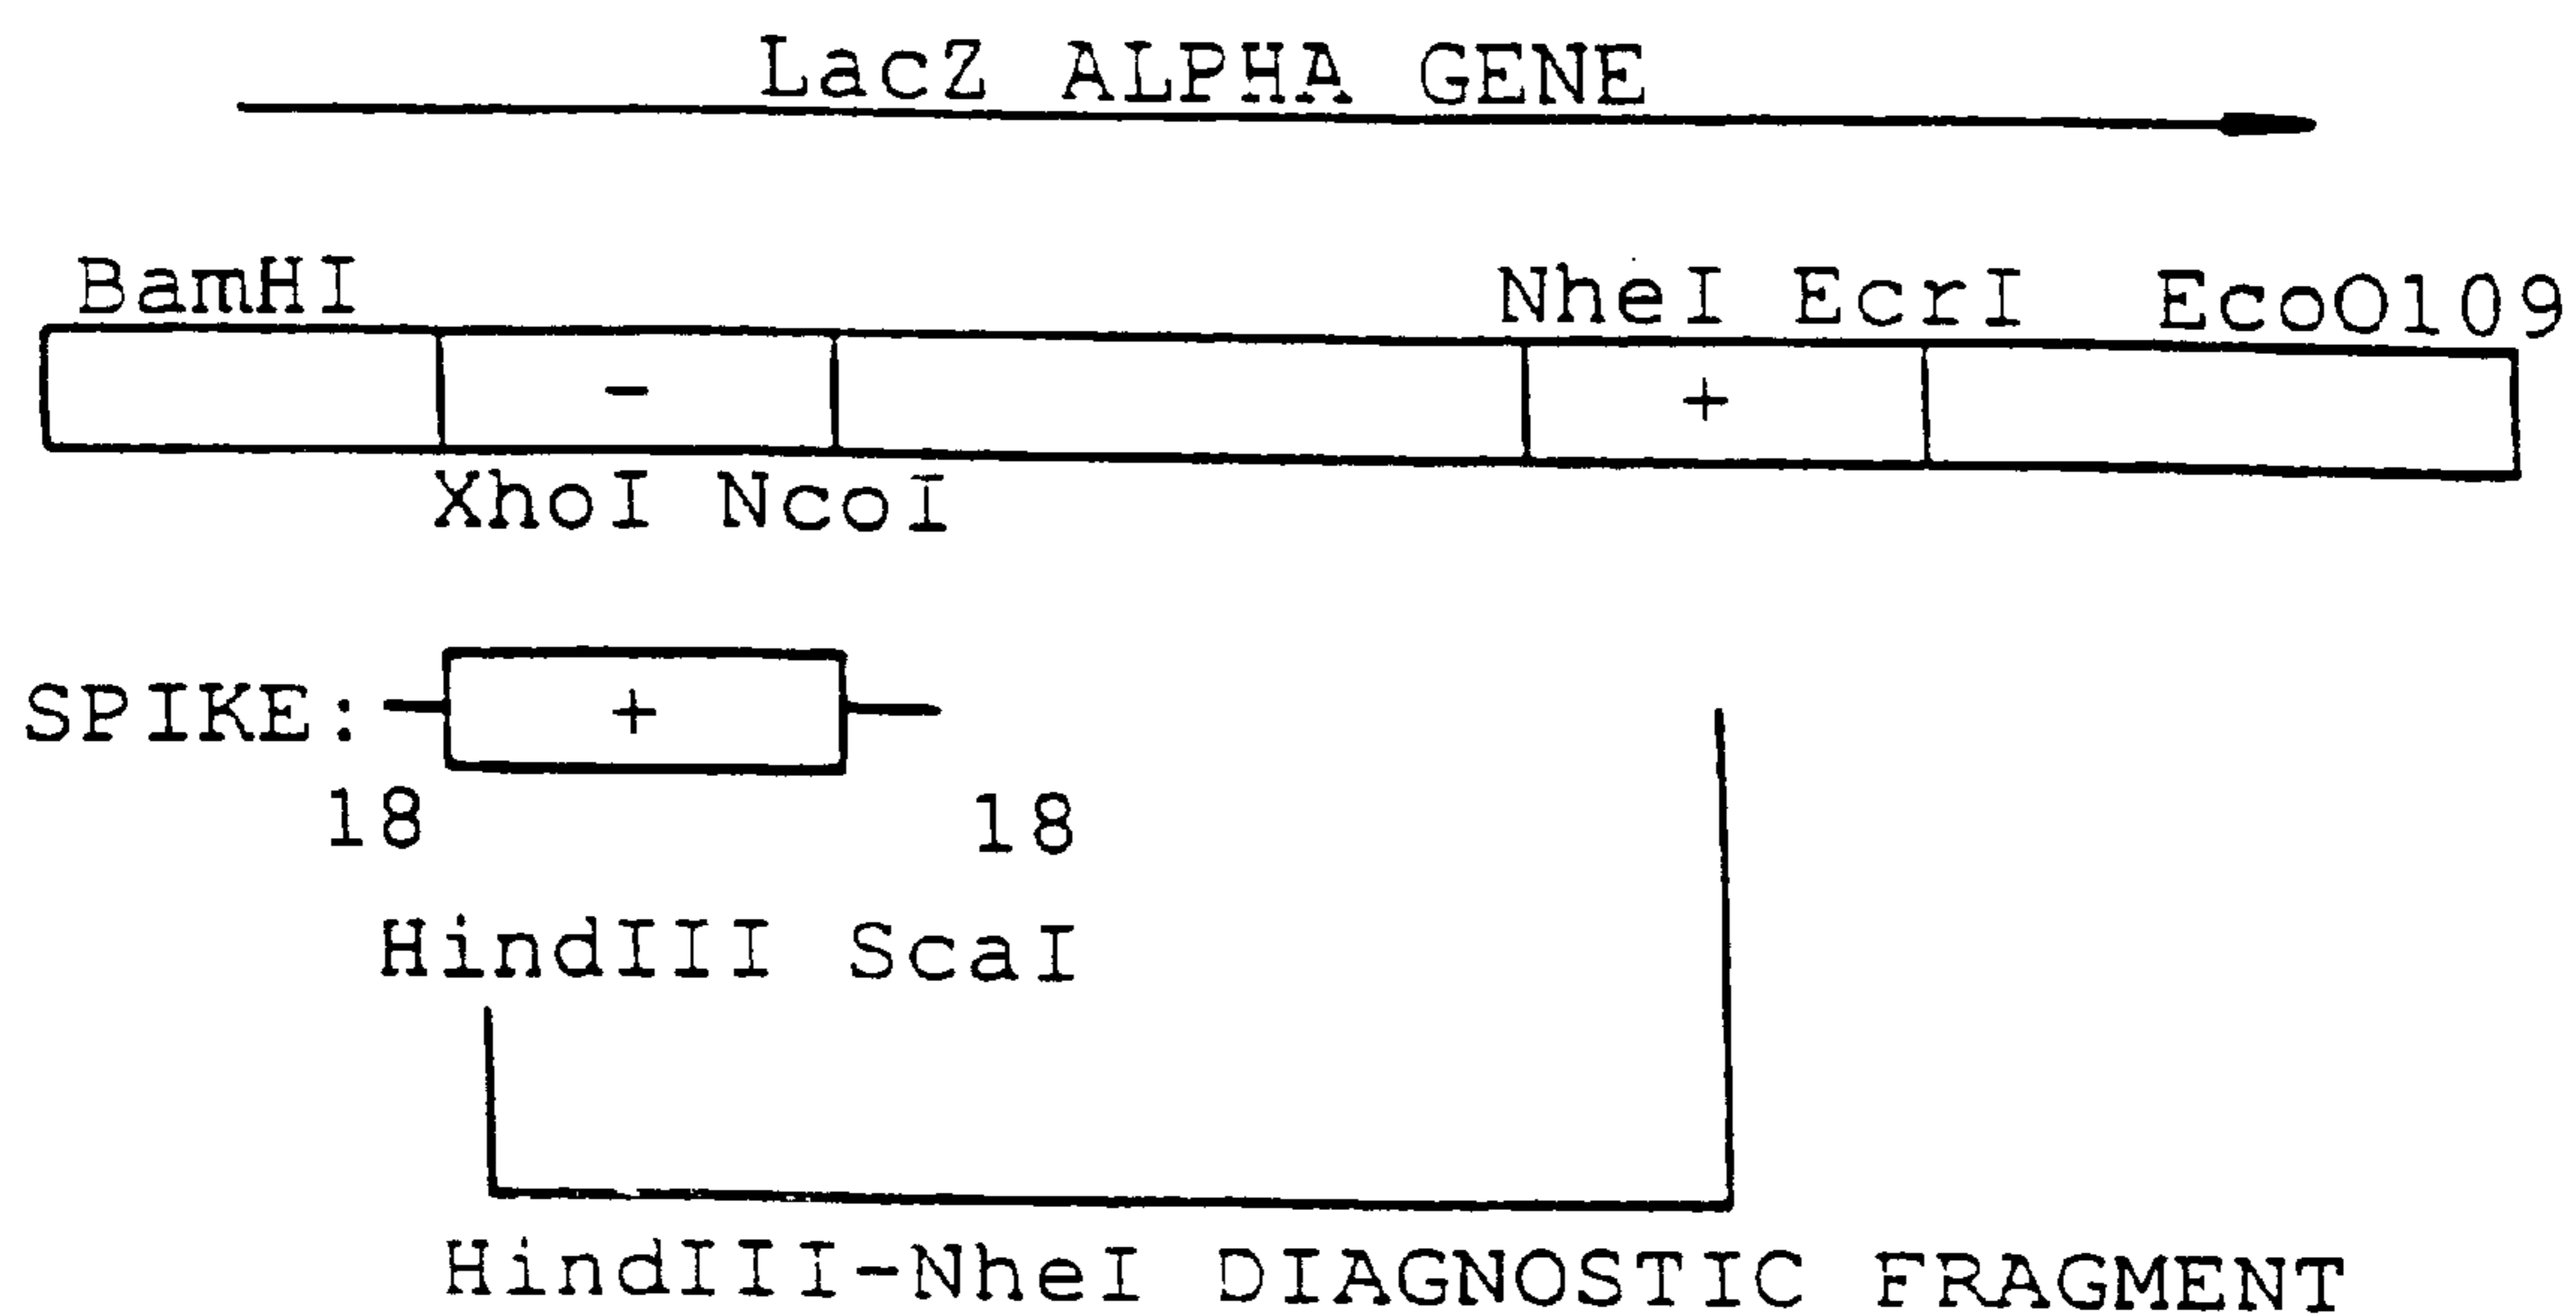 LacZ ALPHA GENE
BamHI NheI EcrI EcoO109
- +
XhoI NcoI
SPIKE: +
18 18
HindIII ScaI
HindIII-NheI DIAGNOSTIC FRAGMENT